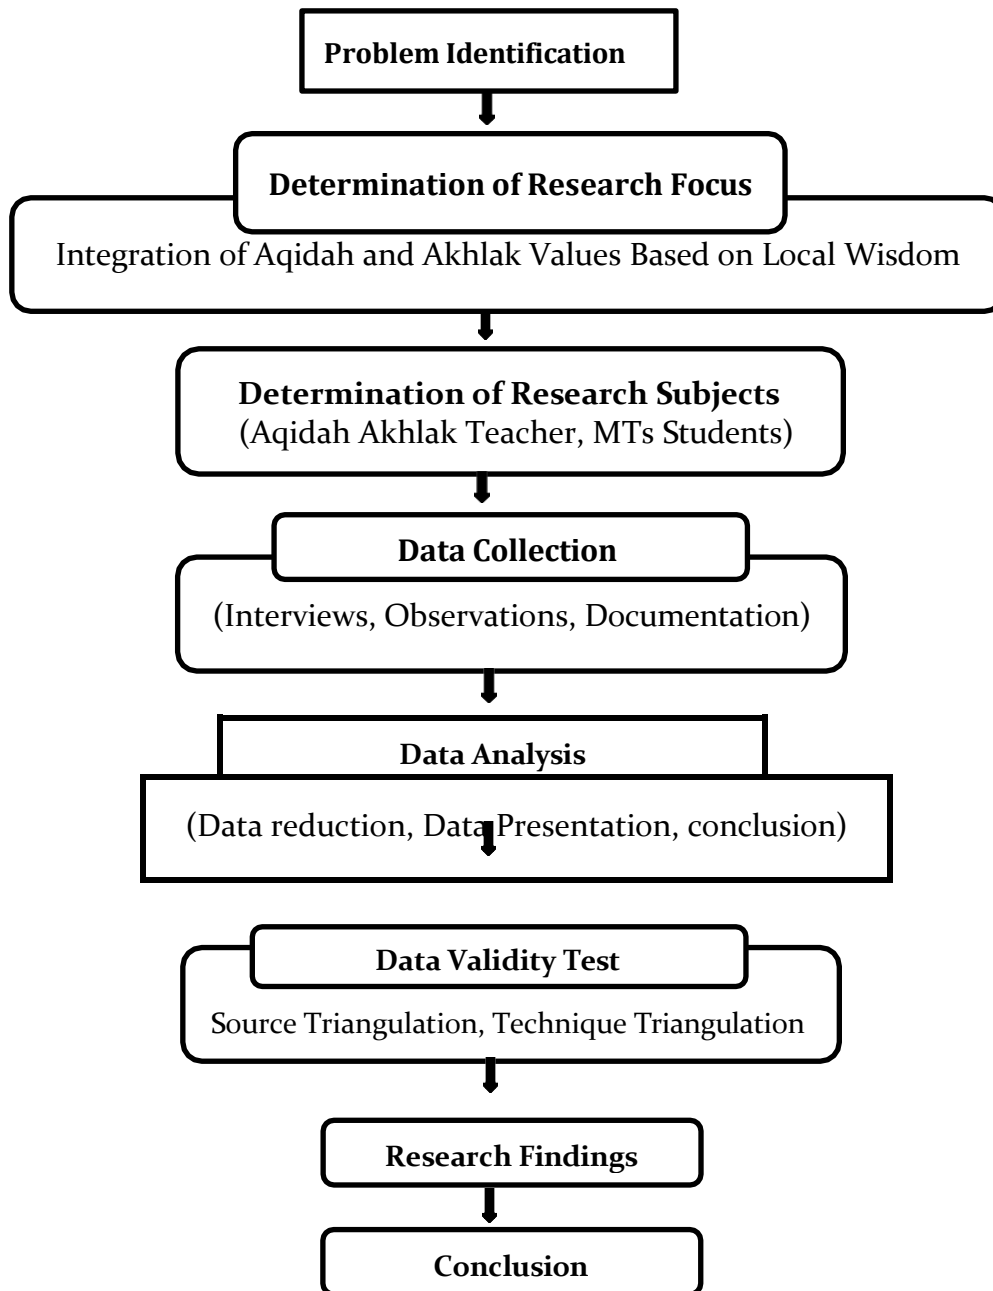 Problem Identification
Determination of Research Focus
Integration of Aqidah and Akhlak Values Based on Local Wisdom
Determination of Research Subjects
(Aqidah Akhlak Teacher, MTs Students)
Data Collection
(Interviews, Observations, Documentation)
Data Analysis
(Data reduction, Data Presentation, conclusion)
Data Validity Test
Source Triangulation, Technique Triangulation
Research Findings
Conclusion